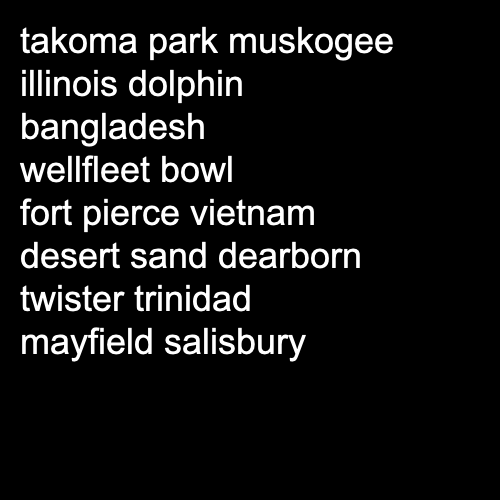 takoma park muskogee
illinois dolphin
bangladesh
wellfleet bowl
fort pierce vietnam
desert sand dearborn
twister trinidad
mayfield salisbury